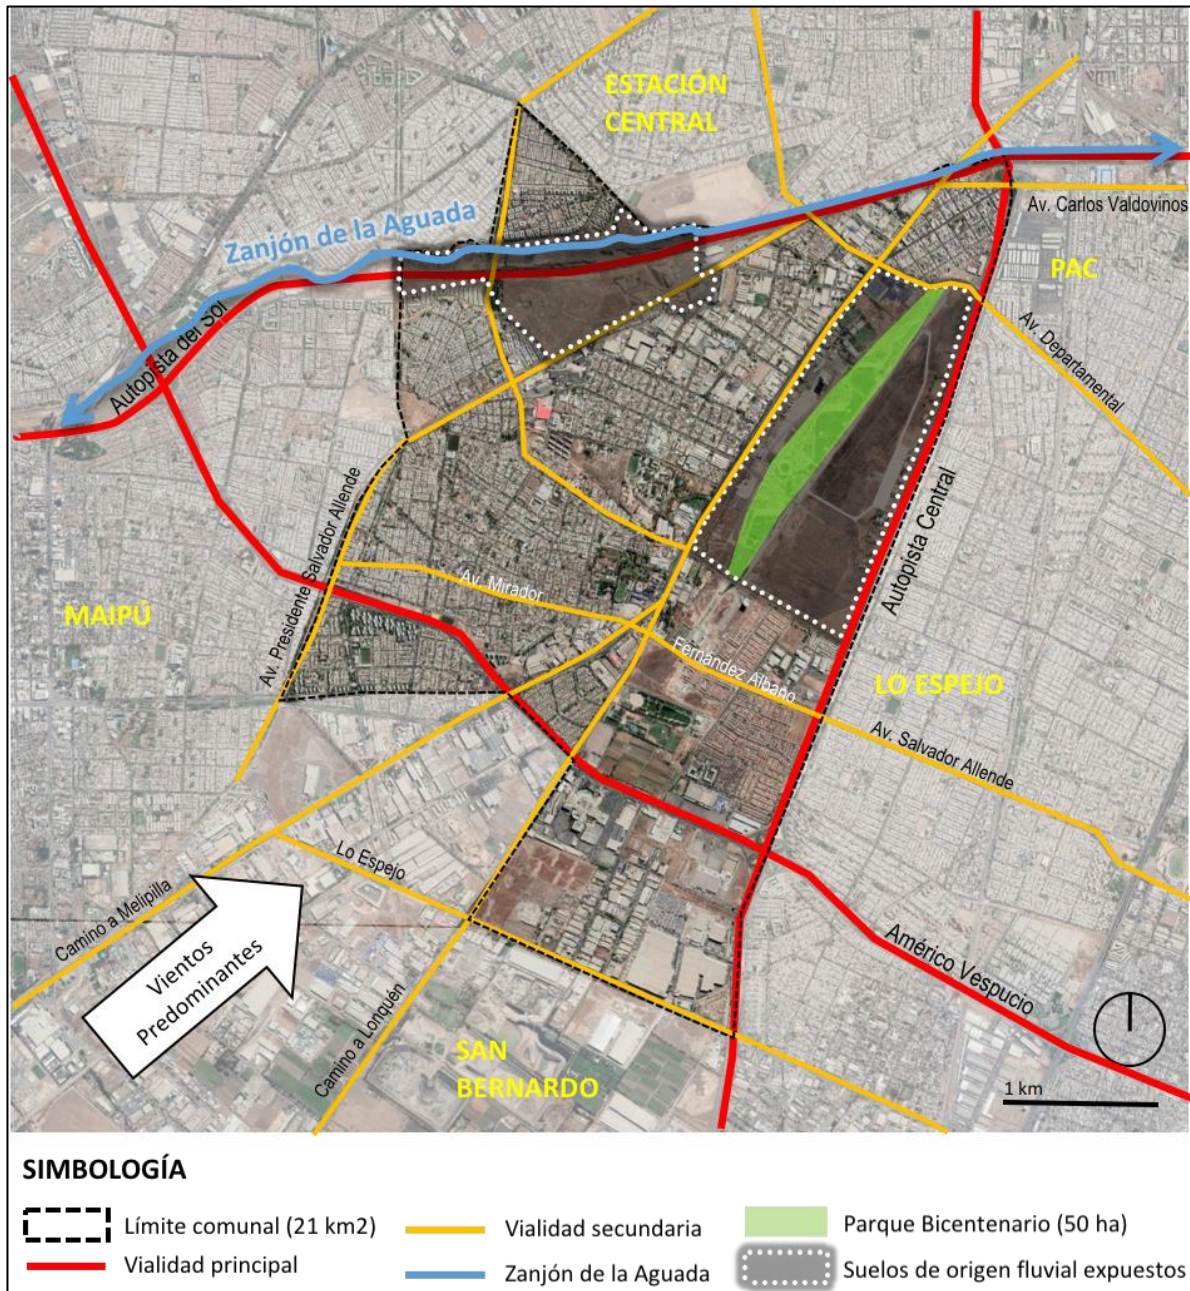 ESTACIÓN
CENTRAL
Zanjón de la Aguada
Av. Carlos Valdovinos
PAC
Autopista del Sol
Av. Departamental
Av. Presidente Salvador Allende
Autopista Central
MAIPÚ
Av. Mirador
Fernández Albano
LO ESPEJO
Av. Salvador Allende
Lo Espejo
Camino a Melipilla
Vientos
Predominantes
Américo Vespucio
Camino a Lonquén
SAN
BERNARDO
1 km
SIMBOLOGÍA
Límite comunal (21 km2)
Vialidad secundaria
Parque Bicentenario (50 ha)
Vialidad principal
Zanjón de la Aguada
Suelos de origen fluvial expuestos